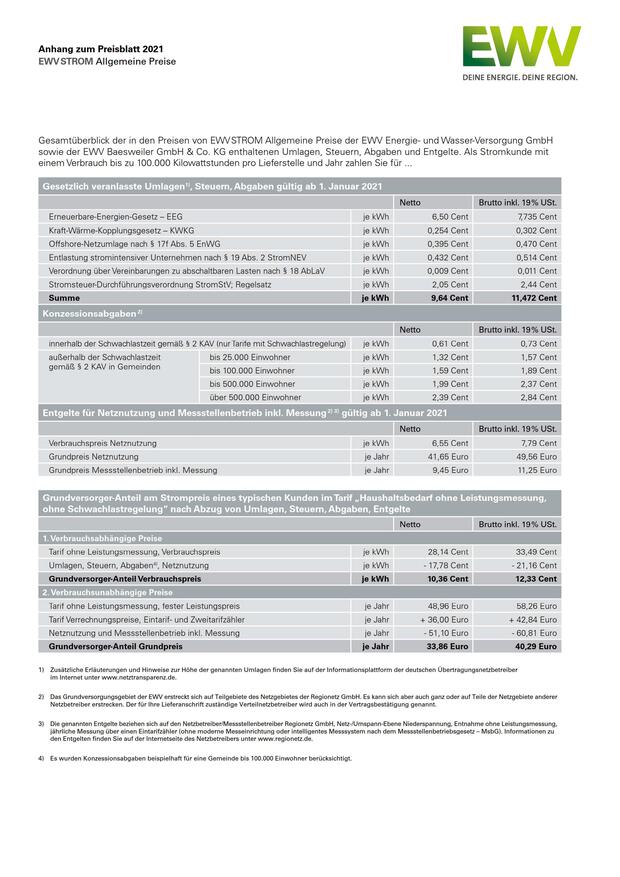 Anhang zum Preisblatt 2021
EWV STROM Allgemeine Preise
EWV
DEINE ENERGIE. DEINE REGION.
Gesamtüberblick der in den Preisen von EWV STROM Allgemeine Preise der EWV Energie- und Wasser-Versorgung GmbH
sowie der EWV Baesweiler GmbH & Co. KG enthaltenen Umlagen, Steuern, Abgaben und Entgelte. Als Stromkunde mit
einem Verbrauch bis zu 100.000 Kilowattstunden pro Lieferstelle und Jahr zahlen Sie für ...
Gesetzlich veranlasste Umlagen¹⁾, Steuern, Abgaben gültig ab 1. Januar 2021
Netto Brutto inkl. 19% USt.
Erneuerbare-Energien-Gesetz – EEG je kWh 6,50 Cent 7,735 Cent
Kraft-Wärme-Kopplungsgesetz – KWKG je kWh 0,254 Cent 0,302 Cent
Offshore-Netzumlage nach § 17f Abs. 5 EnWG je kWh 0,395 Cent 0,470 Cent
Entlastung stromintensiver Unternehmen nach § 19 Abs. 2 StromNEV je kWh 0,432 Cent 0,514 Cent
Verordnung über Vereinbarungen zu abschaltbaren Lasten nach § 18 AbLaV je kWh 0,009 Cent 0,011 Cent
Stromsteuer-Durchführungsverordnung StromStV; Regelsatz je kWh 2,05 Cent 2,44 Cent
Summe je kWh 9,64 Cent 11,472 Cent
Konzessionsabgaben²⁾
Netto Brutto inkl. 19% USt.
innerhalb der Schwachlastzeit gemäß § 2 KAV (nur Tarife mit Schwachlastregelung) je kWh 0,61 Cent 0,73 Cent
außerhalb der Schwachlastzeit bis 25.000 Einwohner je kWh 1,32 Cent 1,57 Cent
gemäß § 2 KAV in Gemeinden bis 100.000 Einwohner je kWh 1,59 Cent 1,89 Cent
bis 500.000 Einwohner je kWh 1,99 Cent 2,37 Cent
über 500.000 Einwohner je kWh 2,39 Cent 2,84 Cent
Entgelte für Netznutzung und Messstellenbetrieb inkl. Messung²⁾ ³⁾ gültig ab 1. Januar 2021
Netto Brutto inkl. 19% USt.
Verbrauchspreis Netznutzung je kWh 6,55 Cent 7,79 Cent
Grundpreis Netznutzung je Jahr 41,65 Euro 49,56 Euro
Grundpreis Messstellenbetrieb inkl. Messung je Jahr 9,45 Euro 11,25 Euro
Grundversorger-Anteil am Strompreis eines typischen Kunden im Tarif „Haushaltsbedarf ohne Leistungsmessung,
ohne Schwachlastregelung“ nach Abzug von Umlagen, Steuern, Abgaben, Entgelte
Netto Brutto inkl. 19% USt.
1. Verbrauchsabhängige Preise
Tarif ohne Leistungsmessung, Verbrauchspreis je kWh 28,14 Cent 33,49 Cent
Umlagen, Steuern, Abgaben⁴⁾, Netznutzung je kWh - 17,78 Cent - 21,16 Cent
Grundversorger-Anteil Verbrauchspreis je kWh 10,36 Cent 12,33 Cent
2. Verbrauchsunabhängige Preise
Tarif ohne Leistungsmessung, fester Leistungspreis je Jahr 48,96 Euro 58,26 Euro
Tarif Verrechnungspreise, Eintarif- und Zweitarifzähler je Jahr + 36,00 Euro + 42,84 Euro
Netznutzung und Messstellenbetrieb inkl. Messung je Jahr - 51,10 Euro - 60,81 Euro
Grundversorger-Anteil Grundpreis je Jahr 33,86 Euro 40,29 Euro
1) Zusätzliche Erläuterungen und Hinweise zur Höhe der genannten Umlagen finden Sie auf der Informationsplattform der deutschen Übertragungsnetzbetreiber
im Internet unter www.netztransparenz.de.
2) Das Grundversorgungsgebiet der EWV erstreckt sich auf Teilgebiete des Netzgebietes der Regionetz GmbH. Es kann sich aber auch ganz oder auf Teile der Netzgebiete anderer
Netzbetreiber erstrecken. Der für Ihre Lieferanschrift zuständige Verteilnetzbetreiber wird auch in der Vertragsbestätigung genannt.
3) Die genannten Entgelte beziehen sich auf den Netzbetreiber/Messstellenbetreiber Regionetz GmbH, Netz-/Umspann-Ebene Niederspannung, Entnahme ohne Leistungsmessung,
jährliche Messung über einen Eintarifzähler (ohne moderne Messeinrichtung oder intelligentes Messsystem nach dem Messstellenbetriebsgesetz – MsbG). Informationen zu
den Entgelten finden Sie auf der Internetseite des Netzbetreibers unter www.regionetz.de.
4) Es wurden Konzessionsabgaben beispielhaft für eine Gemeinde bis 100.000 Einwohner berücksichtigt.